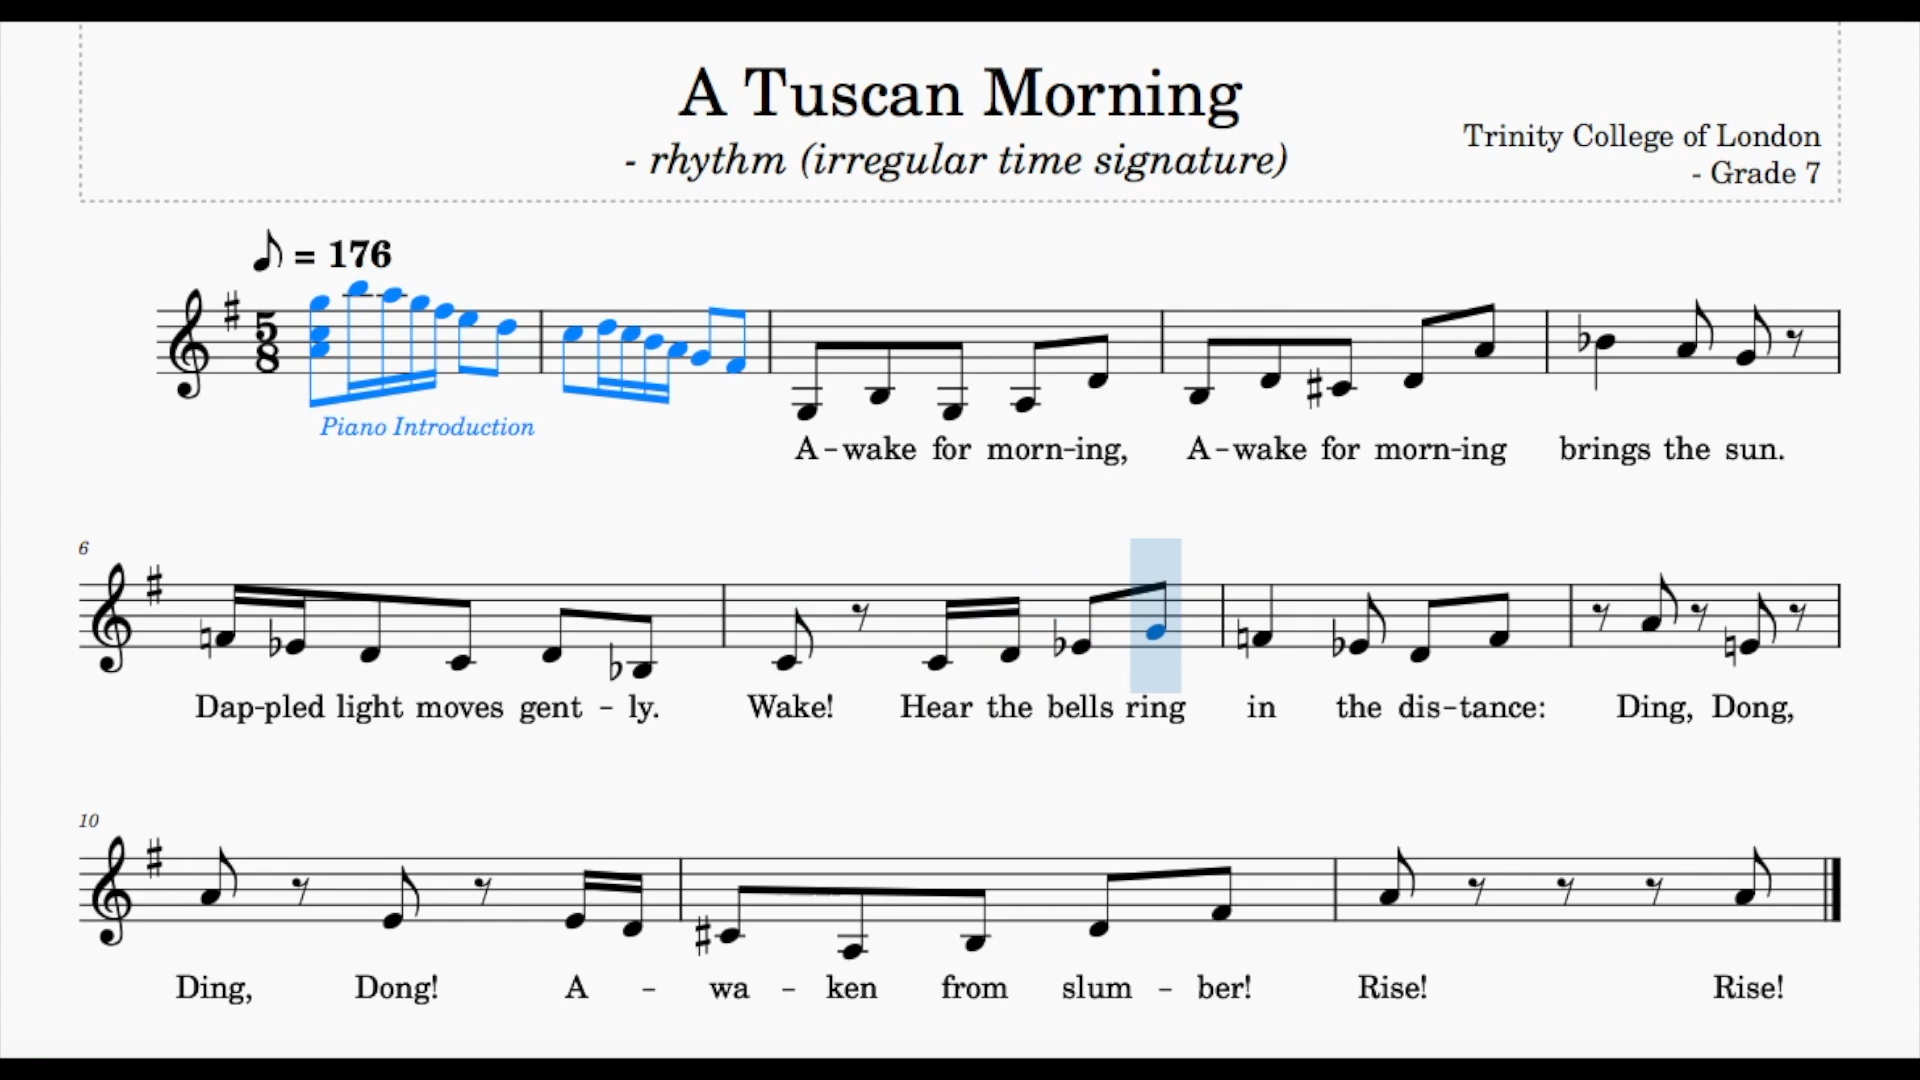 A Tuscan Morning
- rhythm (irregular time signature)
Trinity College of London
- Grade 7
♪ = 176
5
8
Piano Introduction
A-wake for morn-ing, A-wake for morn-ing brings the sun.
6
Dap-pled light moves gent - ly. Wake! Hear the bells ring in the dis-tance: Ding, Dong,
10
Ding, Dong! A - wa - ken from slum - ber! Rise! Rise!